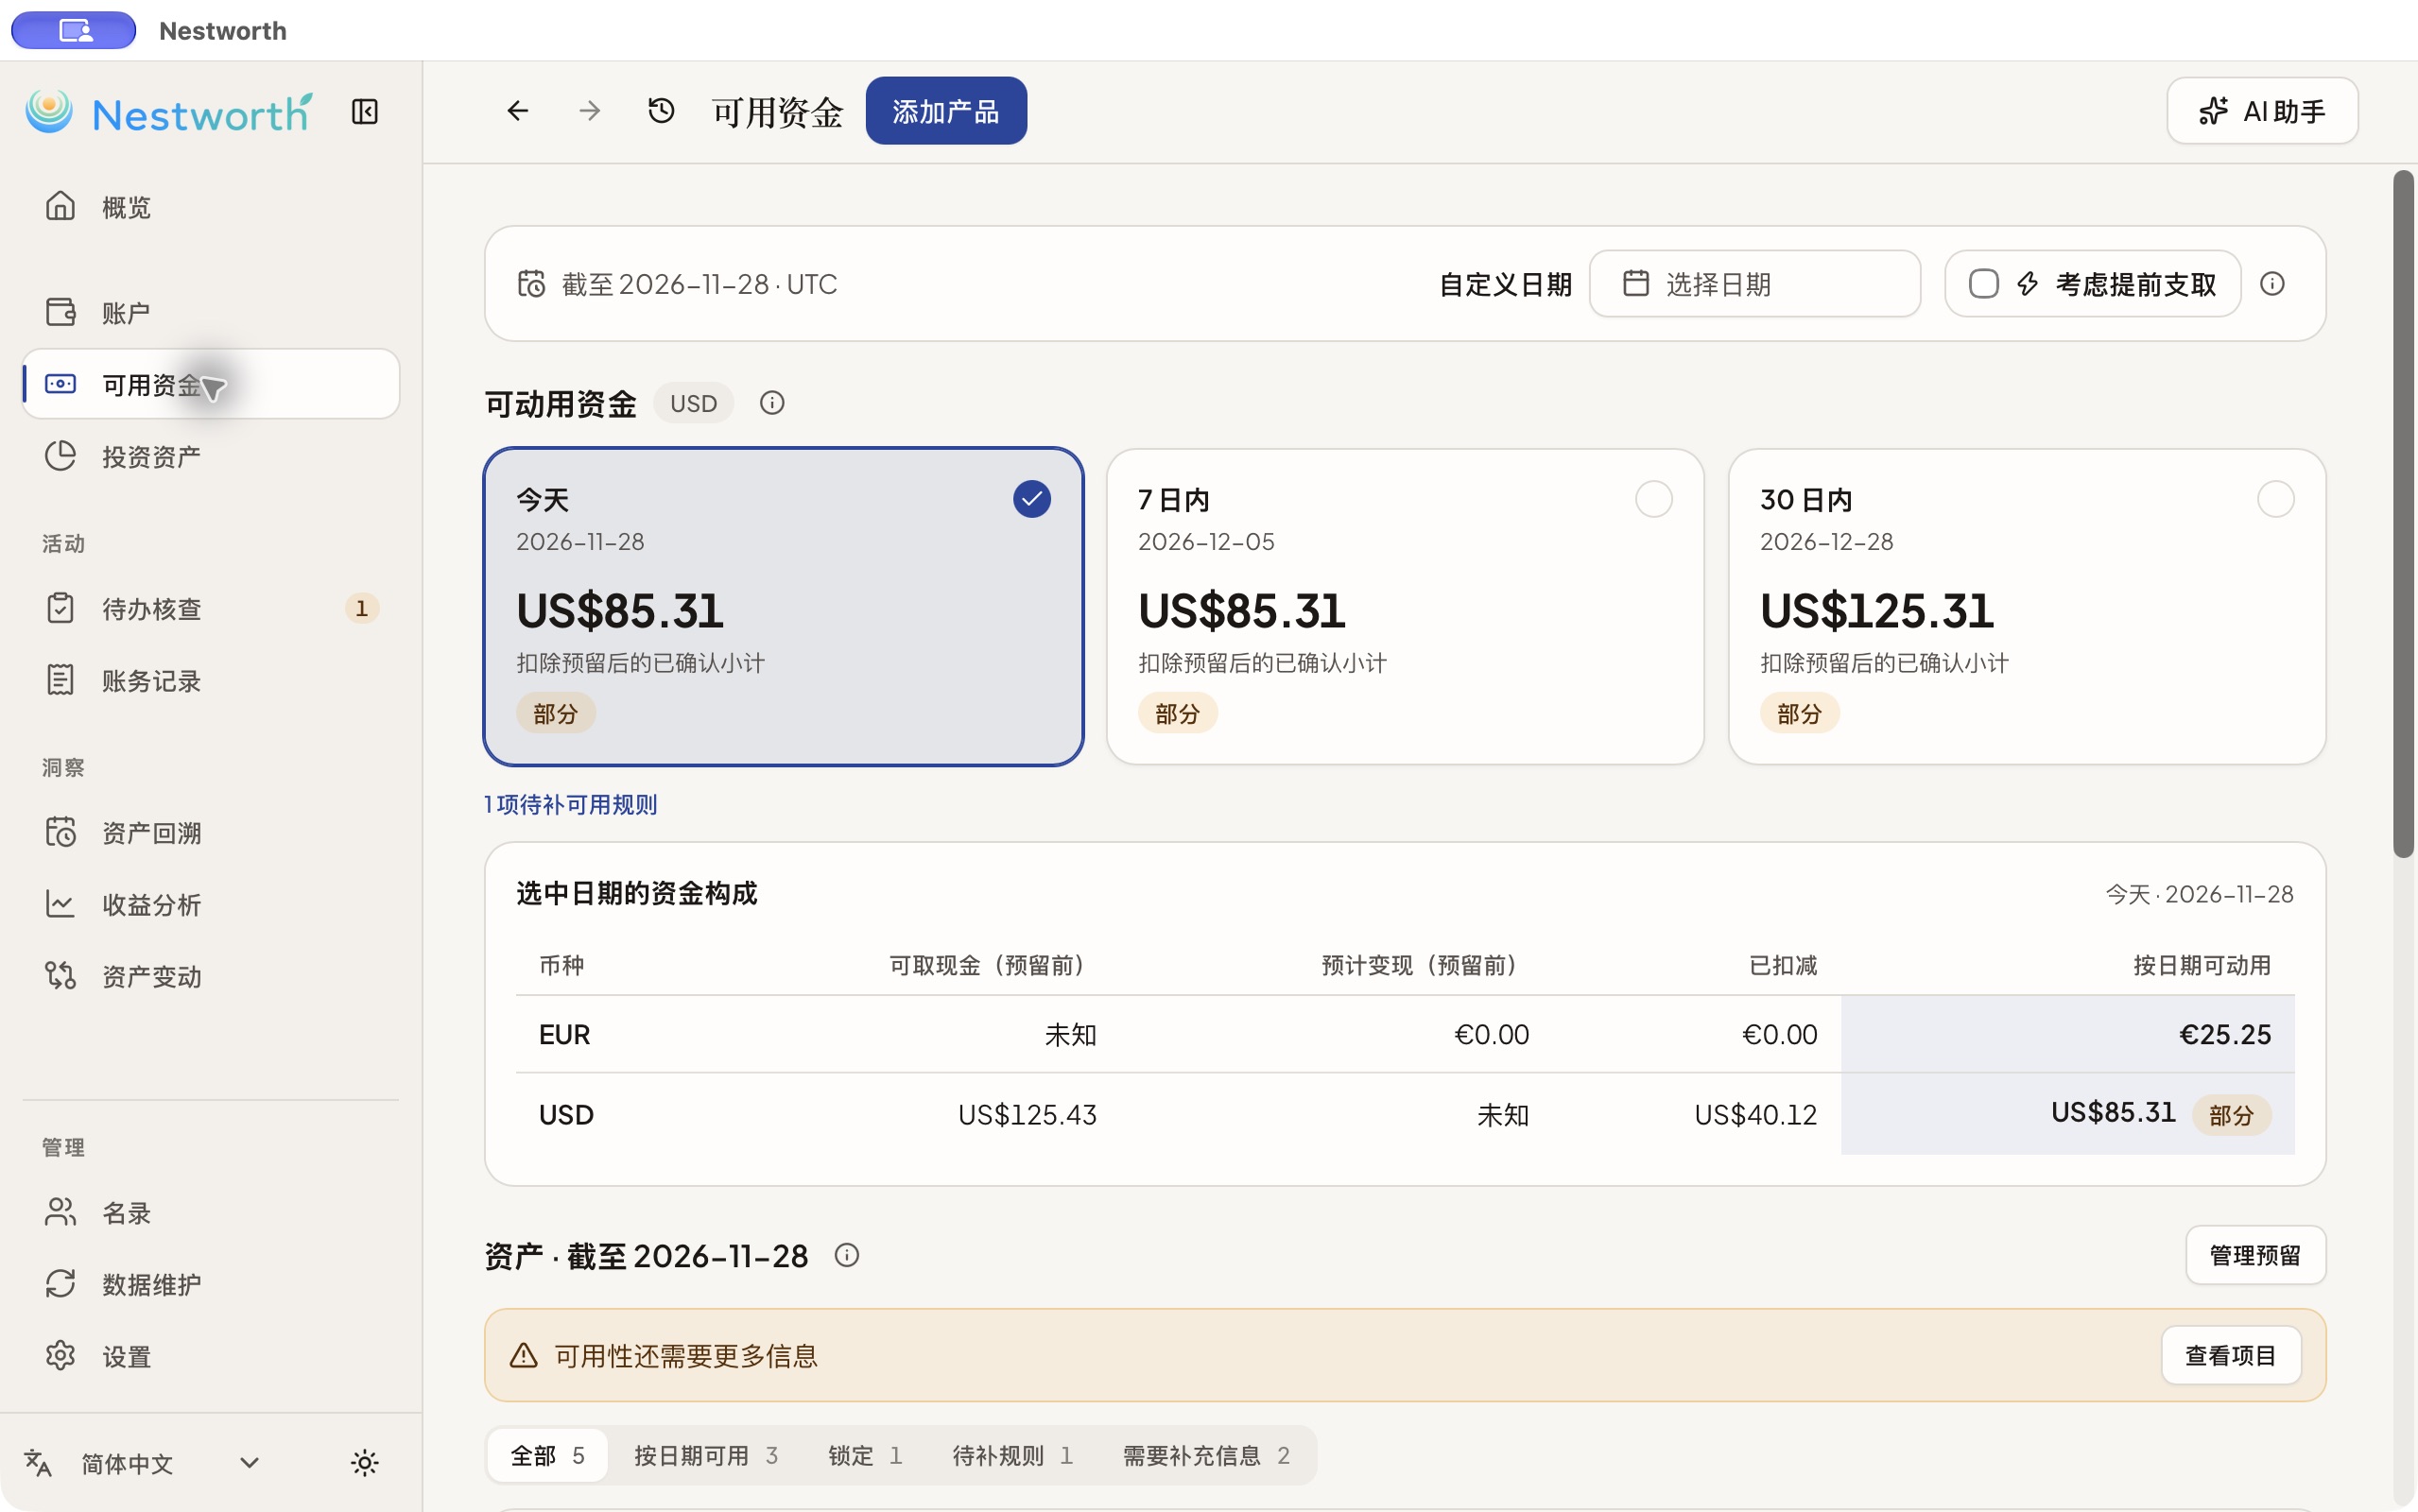 Nestworth
Nestworth
可用资金
添加产品
AI 助手
概览
账户
可用资金
投资资产
活动
待办核查
1
账务记录
洞察
资产回溯
收益分析
资产变动
管理
名录
数据维护
设置
简体中文
截至 2026-11-28 · UTC
自定义日期
选择日期
考虑提前支取
可动用资金
USD
今天
2026-11-28
US$85.31
扣除预留后的已确认小计
部分
7 日内
2026-12-05
US$85.31
扣除预留后的已确认小计
部分
30 日内
2026-12-28
US$125.31
扣除预留后的已确认小计
部分
1 项待补可用规则
选中日期的资金构成
今天 · 2026-11-28
币种 可取现金（预留前） 预计变现（预留前） 已扣减 按日期可动用
EUR 未知 €0.00 €0.00 €25.25
USD US$125.43 未知 US$40.12 US$85.31 部分
资产 · 截至 2026-11-28
管理预留
可用性还需要更多信息
查看项目
全部 5 按日期可用 3 锁定 1 待补规则 1 需要补充信息 2